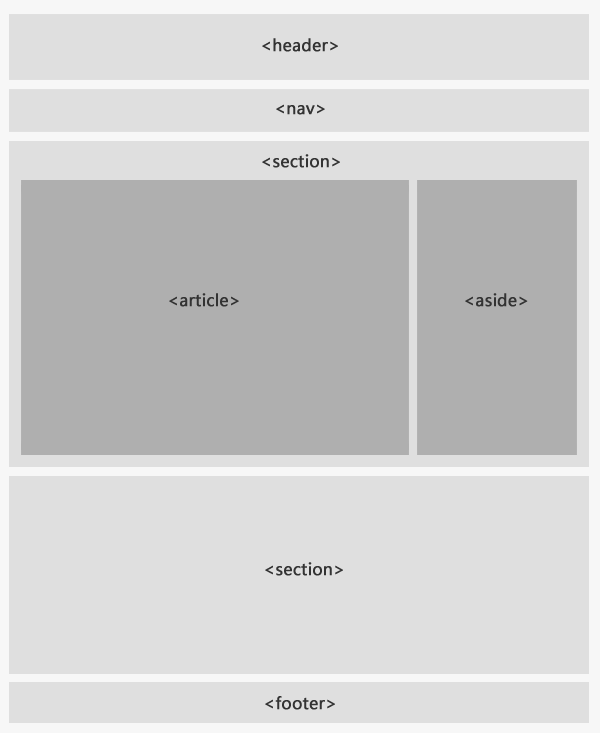 <header>
<nav>
<section>
<article>
<aside>
<section>
<footer>